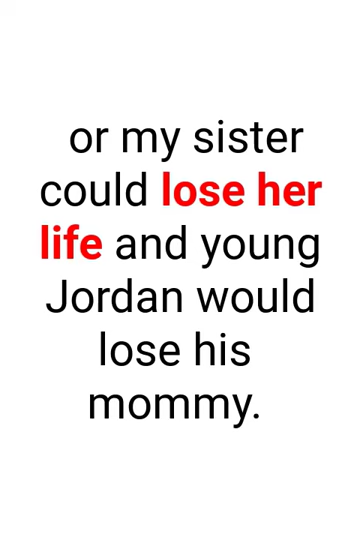 or my sister
could lose her
life and young
Jordan would
lose his
mommy.